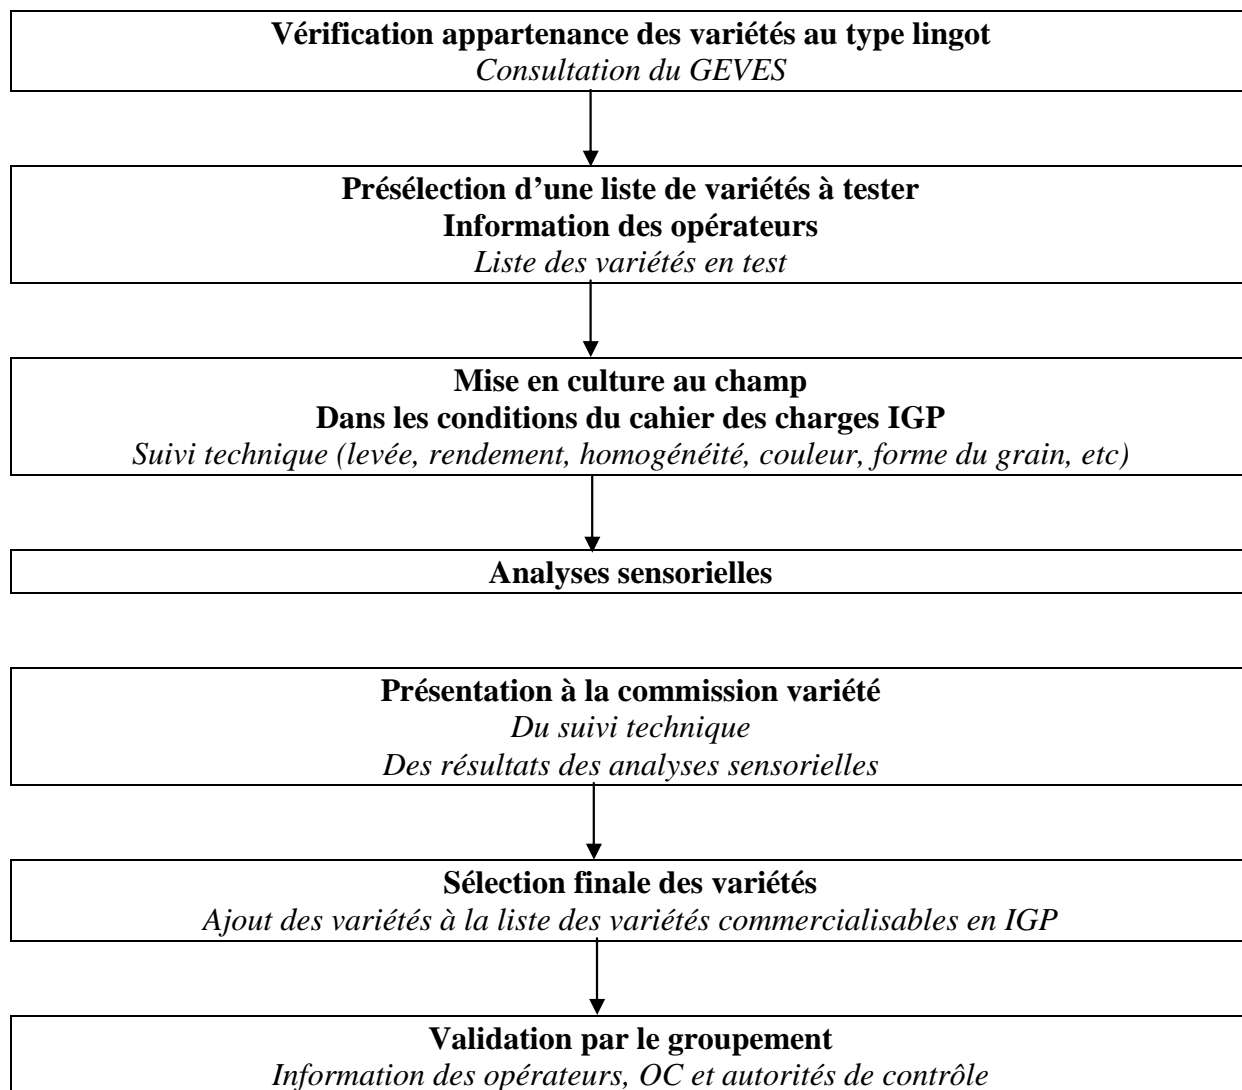 Vérification appartenance des variétés au type lingot
Consultation du GEVES
Présélection d’une liste de variétés à tester
Information des opérateurs
Liste des variétés en test
Mise en culture au champ
Dans les conditions du cahier des charges IGP
Suivi technique (levée, rendement, homogénéité, couleur, forme du grain, etc)
Analyses sensorielles
Présentation à la commission variété
Du suivi technique
Des résultats des analyses sensorielles
Sélection finale des variétés
Ajout des variétés à la liste des variétés commercialisables en IGP
Validation par le groupement
Information des opérateurs, OC et autorités de contrôle